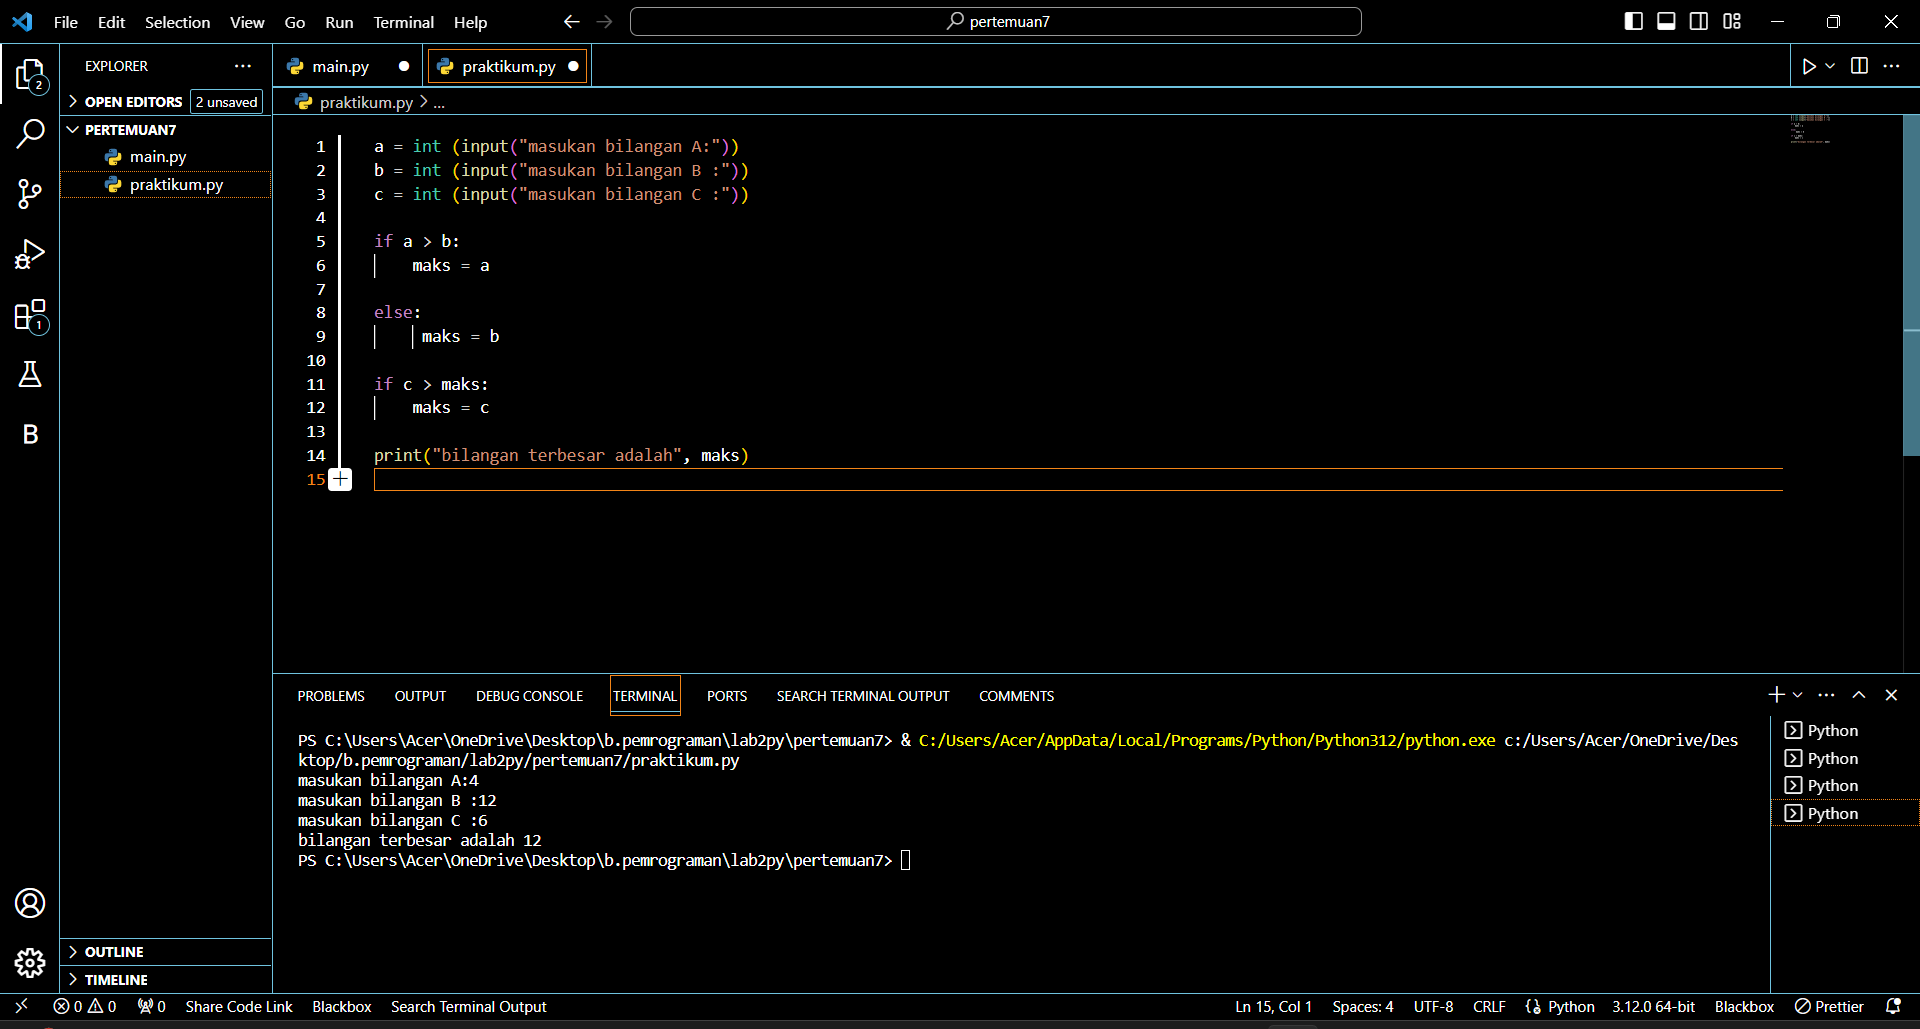 File Edit Selection View Go Run Terminal Help
pertemuan7
EXPLORER
OPEN EDITORS 2 unsaved
PERTEMUAN7
main.py
praktikum.py
2
1
B
OUTLINE
TIMELINE
main.py praktikum.py
praktikum.py > ...
1 a = int (input("masukan bilangan A:"))
2 b = int (input("masukan bilangan B :"))
3 c = int (input("masukan bilangan C :"))
4
5 if a > b:
6 maks = a
7
8 else:
9 maks = b
10
11 if c > maks:
12 maks = c
13
14 print("bilangan terbesar adalah", maks)
15
PROBLEMS OUTPUT DEBUG CONSOLE TERMINAL PORTS SEARCH TERMINAL OUTPUT COMMENTS
PS C:\Users\Acer\OneDrive\Desktop\b.pemrograman\lab2py\pertemuan7> & C:/Users/Acer/AppData/Local/Programs/Python/Python312/python.exe c:/Users/Acer/OneDrive/Des
ktop/b.pemrograman/lab2py/pertemuan7/praktikum.py
masukan bilangan A:4
masukan bilangan B :12
masukan bilangan C :6
bilangan terbesar adalah 12
PS C:\Users\Acer\OneDrive\Desktop\b.pemrograman\lab2py\pertemuan7>
Python
Python
Python
Python
0 0 0 Share Code Link Blackbox Search Terminal Output Ln 15, Col 1 Spaces: 4 UTF-8 CRLF Python 3.12.0 64-bit Blackbox Prettier